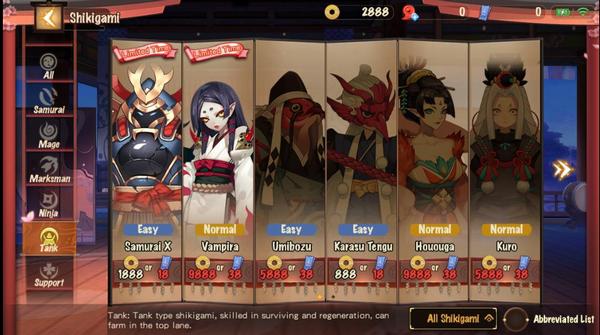 Shikigami
2888
0
0
Limited Time
Limited Time
All
Samurai
Mage
Marksman
Ninja
Tank
Support
Easy
Normal
Easy
Easy
Normal
Normal
Samurai X
Vampira
Umibozu
Karasu Tengu
Hououga
Kuro
1888 or 18
9888 or 38
5888 or 38
888 or 18
9888 or 38
5888 or 38
Tank: Tank type shikigami, skilled in surviving and regeneration, can
farm in the top lane.
All Shikigami
Abbreviated List